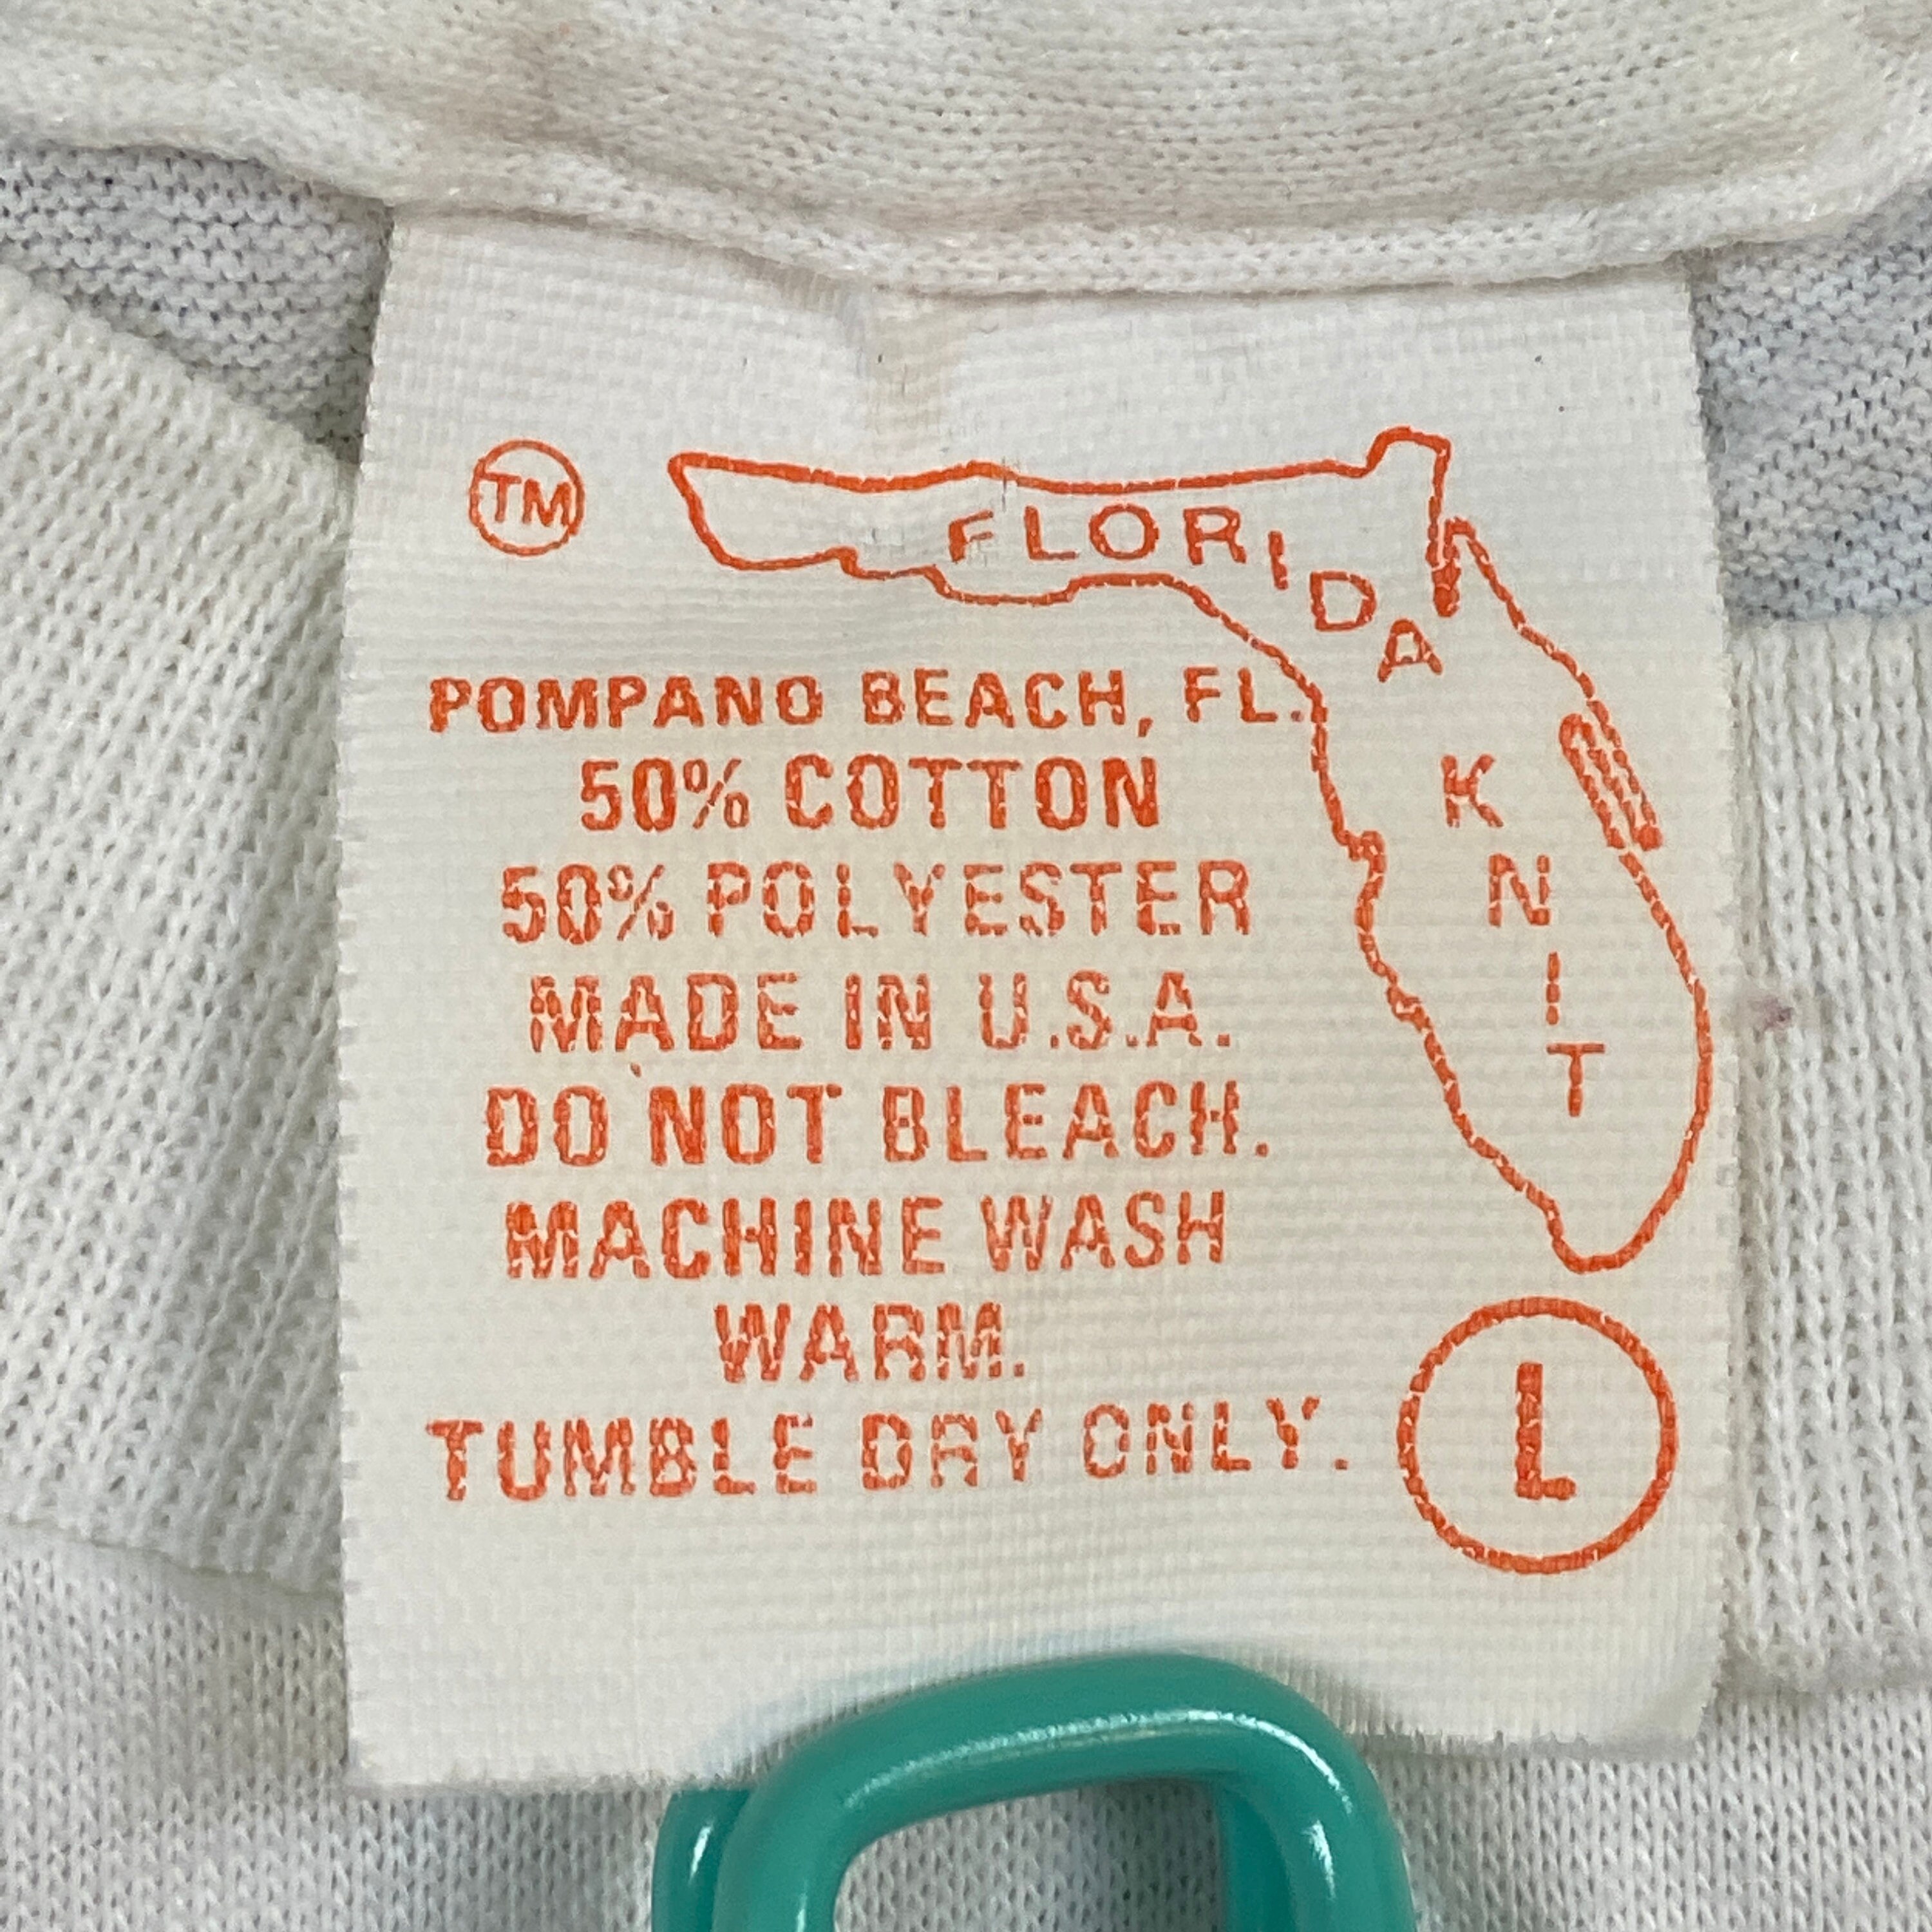 TM
FLORIDA
KNIT
POMPANO BEACH, FL.
50% COTTON
50% POLYESTER
MADE IN U.S.A.
DO NOT BLEACH.
MACHINE WASH
WARM.
TUMBLE DRY ONLY.
L